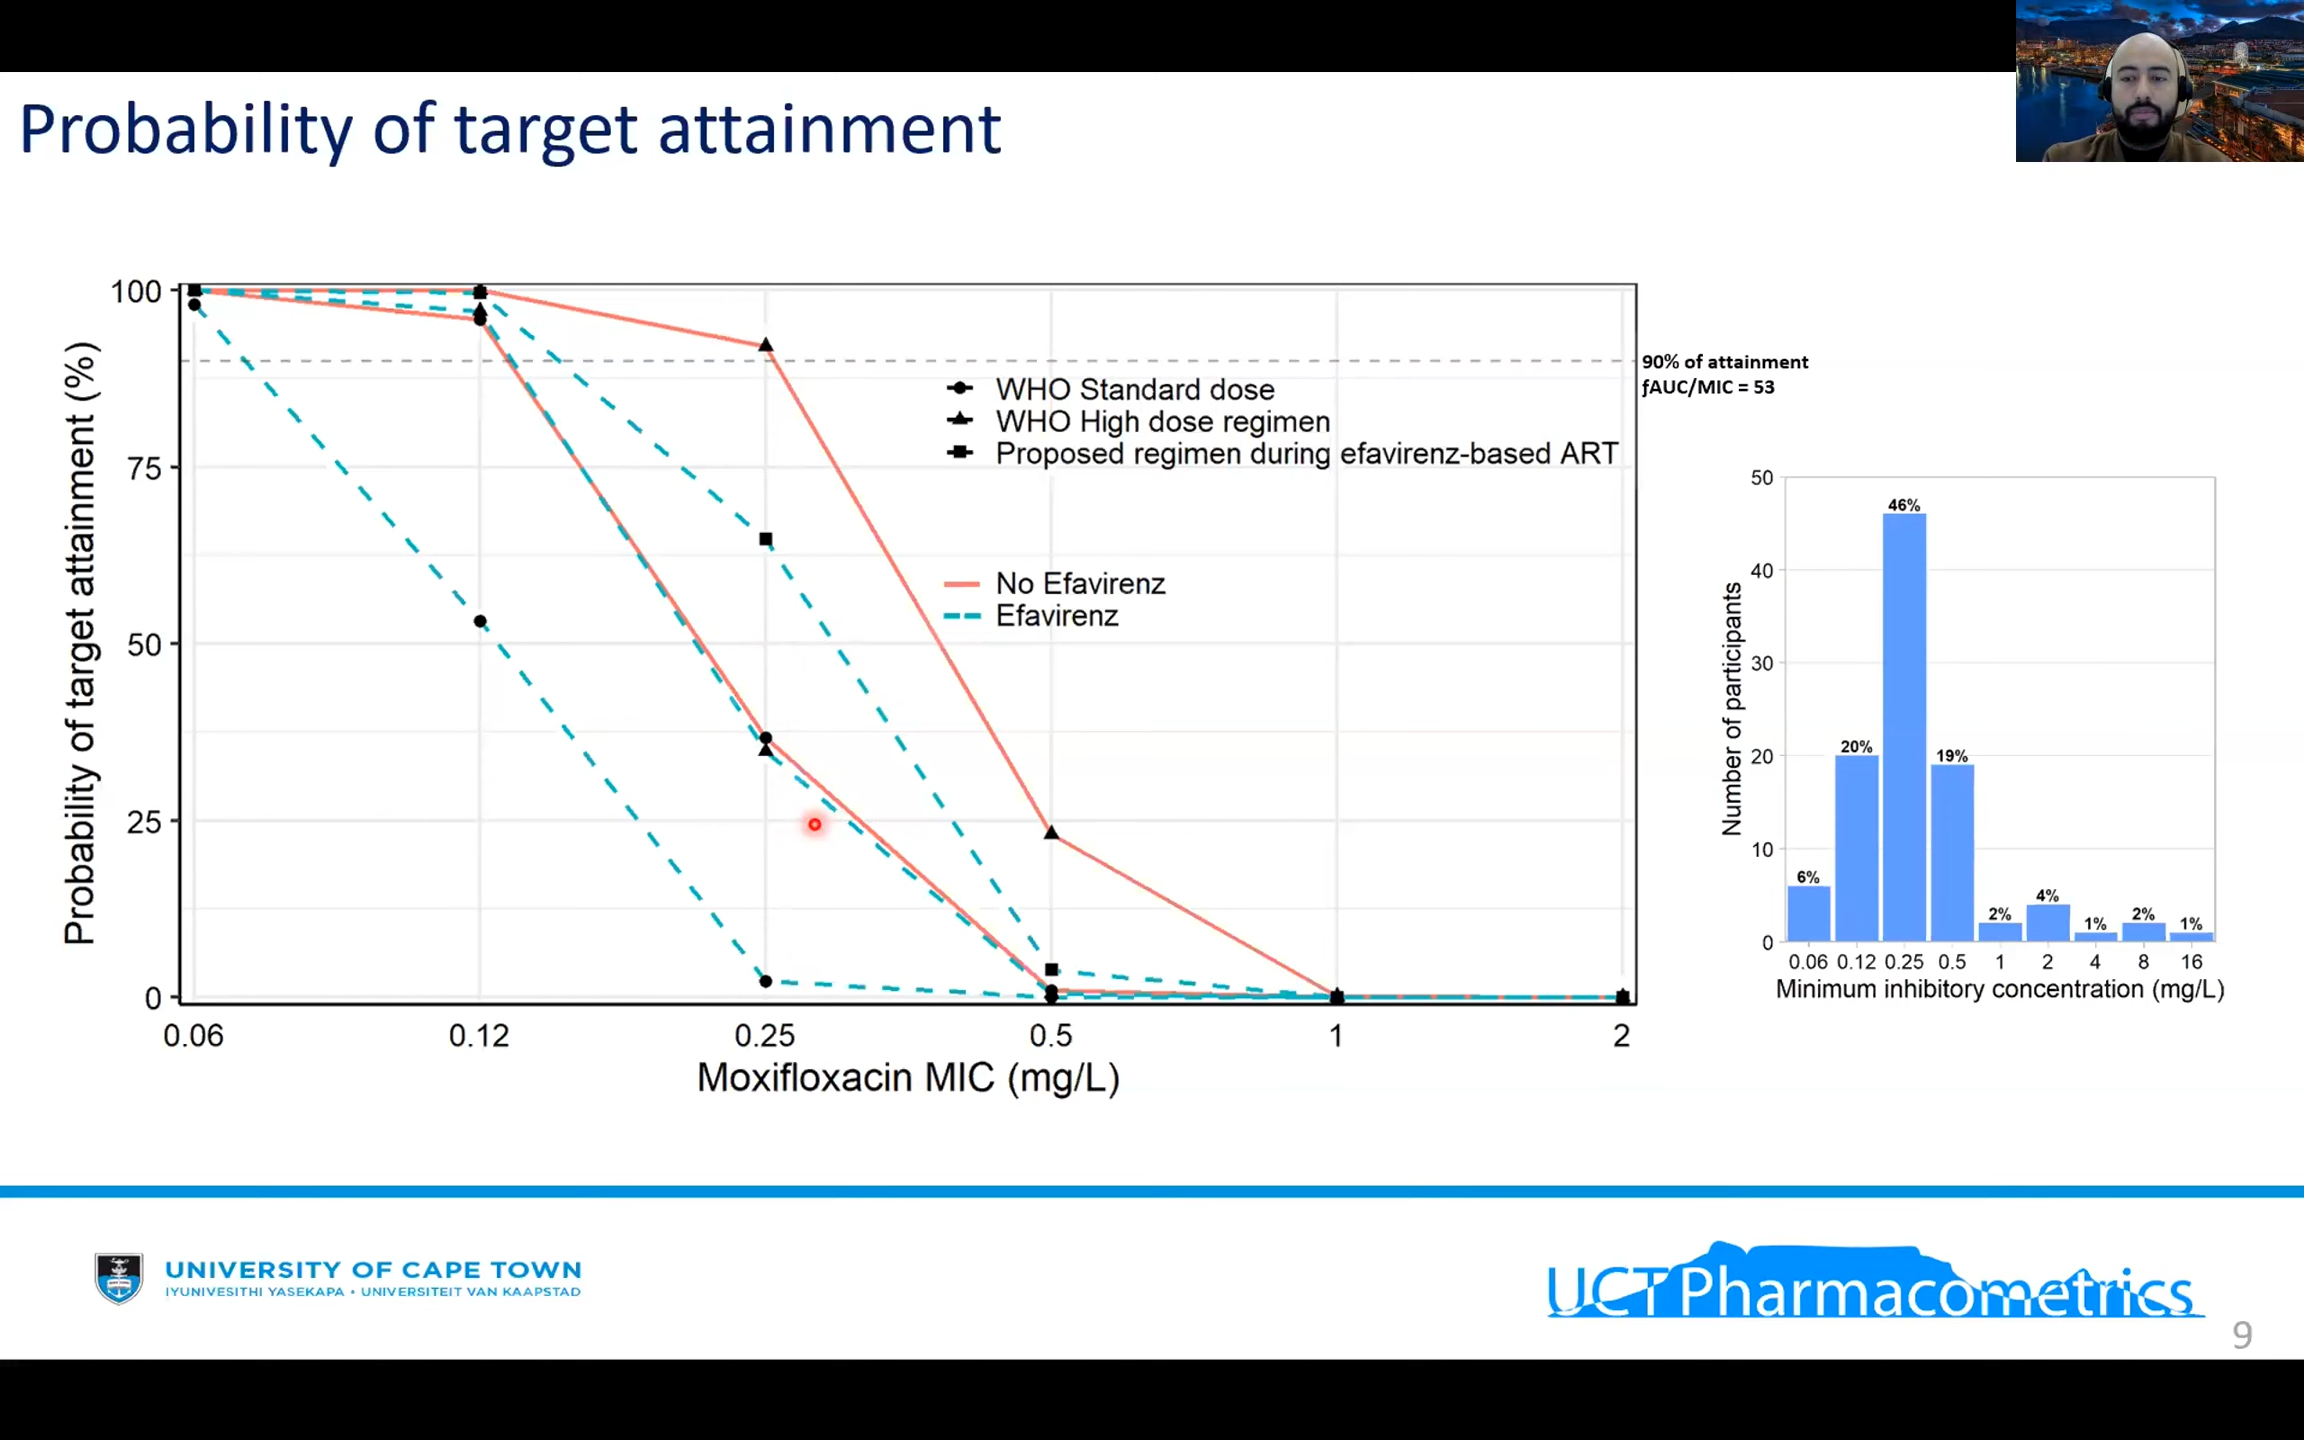 Probability of target attainment
100
75
50
25
0
Probability of target attainment (%)
0.06 0.12 0.25 0.5 1 2
Moxifloxacin MIC (mg/L)
WHO Standard dose
WHO High dose regimen
Proposed regimen during efavirenz-based ART
No Efavirenz
Efavirenz
90% of attainment
ƒAUC/MIC = 53
50
40
30
20
10
0
Number of participants
6% 20% 46% 19% 2% 4% 1% 2% 1%
0.06 0.12 0.25 0.5 1 2 4 8 16
Minimum inhibitory concentration (mg/L)
UNIVERSITY OF CAPE TOWN
IYUNIVESITHI YASEKAPA • UNIVERSITEIT VAN KAAPSTAD
UCT Pharmacometrics
9